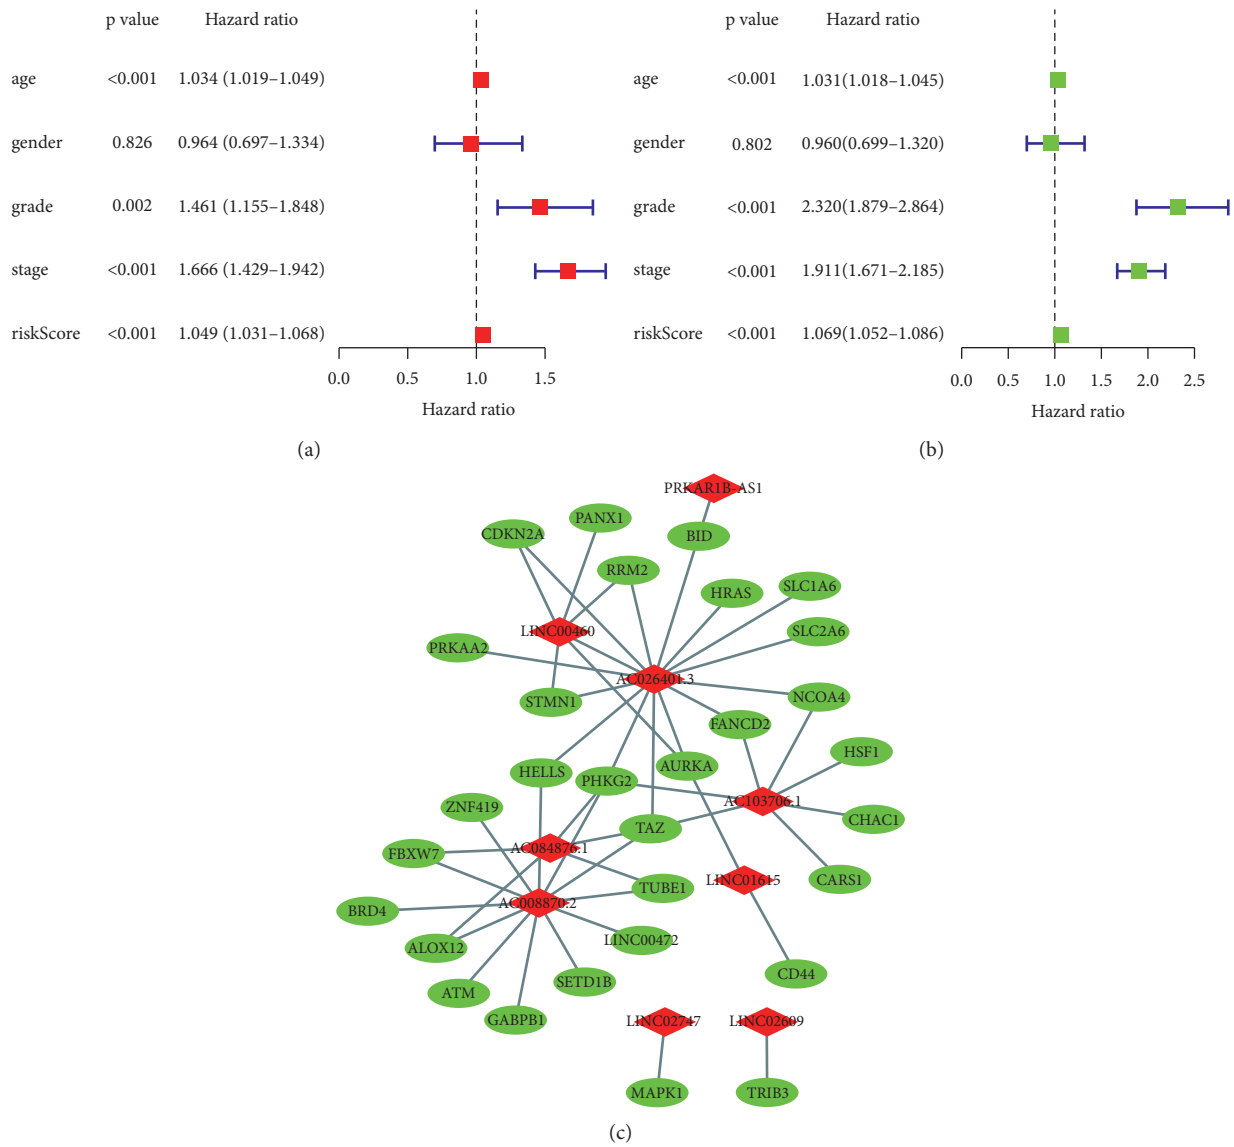 p value Hazard ratio
age <0.001 1.034 (1.019–1.049)
gender 0.826 0.964 (0.697–1.334)
grade 0.002 1.461 (1.155–1.848)
stage <0.001 1.666 (1.429–1.942)
riskScore <0.001 1.049 (1.031–1.068)
0.0 0.5 1.0 1.5
Hazard ratio
(a)
p value Hazard ratio
age <0.001 1.031(1.018–1.045)
gender 0.802 0.960(0.699–1.320)
grade <0.001 2.320(1.879–2.864)
stage <0.001 1.911(1.671–2.185)
riskScore <0.001 1.069(1.052–1.086)
0.0 0.5 1.0 1.5 2.0 2.5
Hazard ratio
(b)
PRKAR1B-AS1
PANX1
CDKN2A
BID
RRM2
SLC1A6
HRAS
LINC00460
SLC2A6
PRKAA2
AC026401.3
NCOA4
STMN1
FANCD2
HSF1
AURKA
HELLS
PHKG2
AC103706.1
ZNF419
CHAC1
TAZ
AC084876.1
FBXW7
LINC01615
CARS1
TUBE1
AC008870.2
BRD4
LINC00472
ALOX12
CD44
SETD1B
ATM
GABPB1
LINC02747
LINC02609
MAPK1
TRIB3
(c)